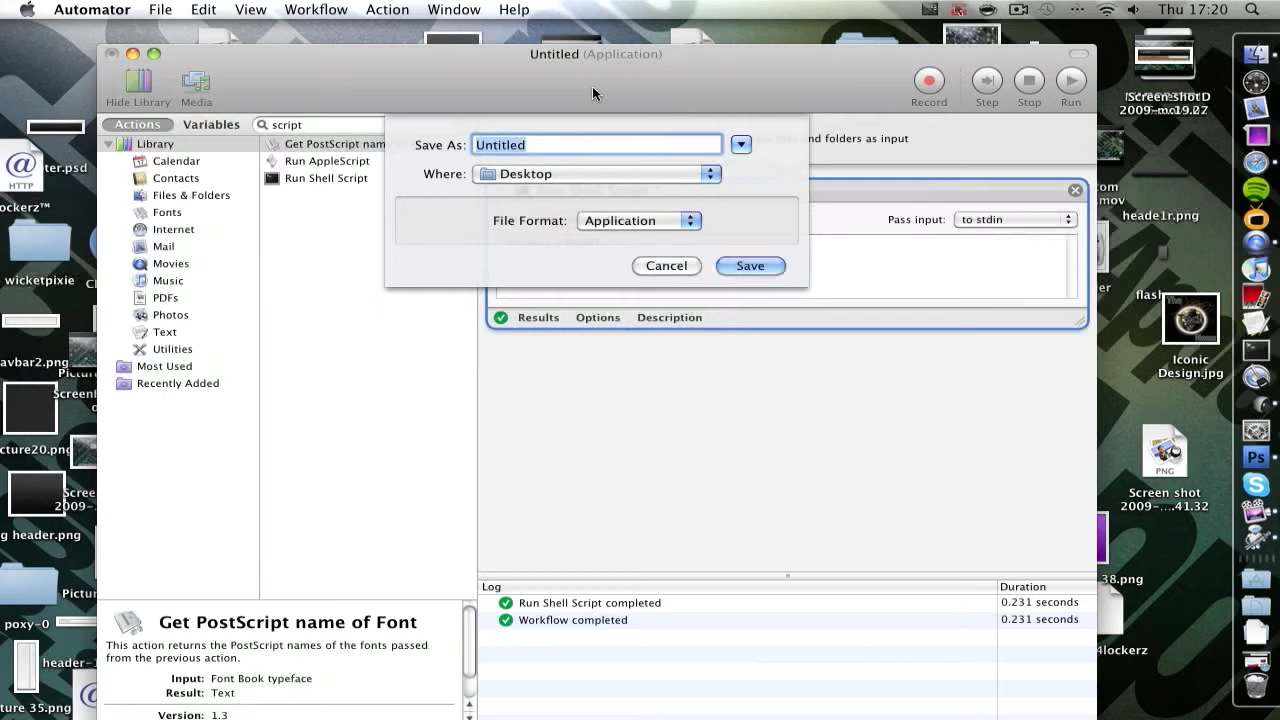 Automator File Edit View Workflow Action Window Help
Thu 17:20
Untitled (Application)
Hide Library
Media
Record
Step
Stop
Run
Actions
Variables
script
Save As: Untitled
Where: Desktop
File Format: Application
Cancel
Save
nd folders as input
Pass input: to stdin
Results
Options
Description
Library
Calendar
Contacts
Files & Folders
Fonts
Internet
Mail
Movies
Music
PDFs
Photos
Text
Utilities
Most Used
Recently Added
Get PostScript nam
Run AppleScript
Run Shell Script
Log
Duration
Run Shell Script completed
0.231 seconds
Workflow completed
0.231 seconds
Get PostScript name of Font
This action returns the PostScript names of the fonts passed
from the previous action.
Input: Font Book typeface
Result: Text
Version: 1.3
HTTP
ter.psd
ockerz™
wicketpixie
avbar2.png
cture20.png
g header.png
poxy-0
header-
ture 35.png
heade1r.png
flash
The
Iconic
Design.jpg
PNG
Screen shot
2009-....41.32
38.png
4lockerz
Ps